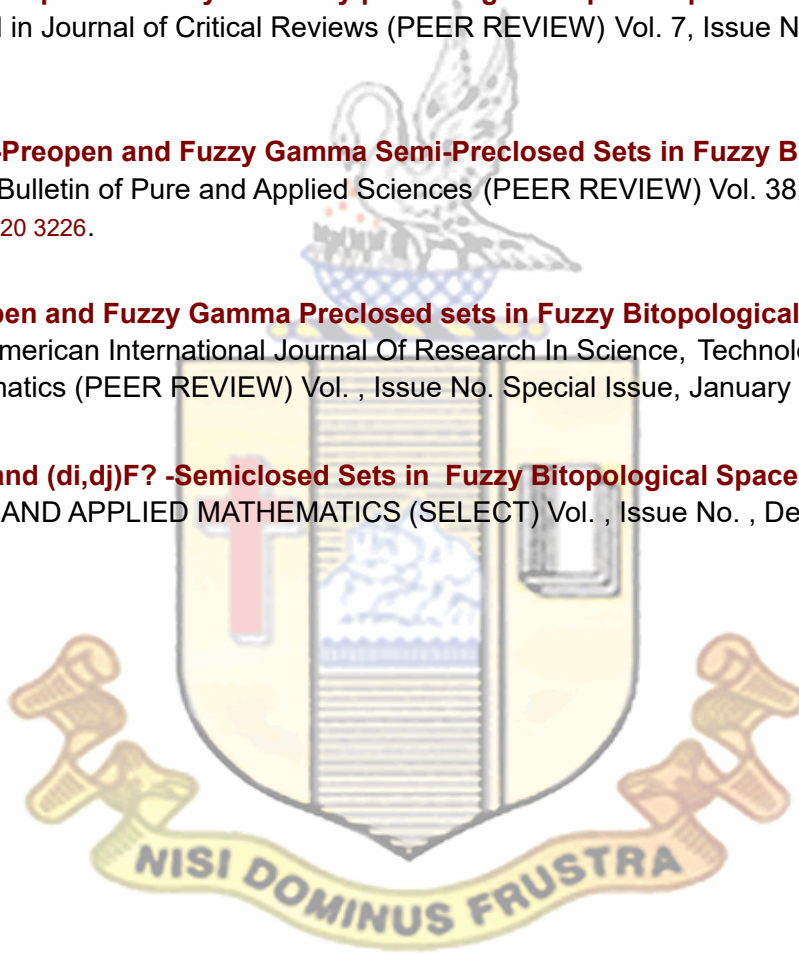 in Journal of Critical Reviews (PEER REVIEW) Vol. 7, Issue N
-Preopen and Fuzzy Gamma Semi-Preclosed Sets in Fuzzy B
Bulletin of Pure and Applied Sciences (PEER REVIEW) Vol. 38
20 3226.
en and Fuzzy Gamma Preclosed sets in Fuzzy Bitopological
merican International Journal Of Research In Science, Technol
natics (PEER REVIEW) Vol. , Issue No. Special Issue, January
and (di,dj)F? -Semiclosed Sets in Fuzzy Bitopological Space
AND APPLIED MATHEMATICS (SELECT) Vol. , Issue No. , De
NISI DOMINUS FRUSTRA